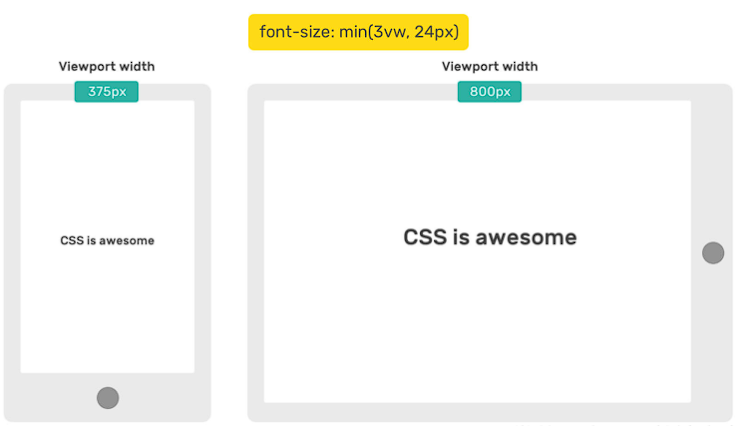 font-size: min(3vw, 24px)
Viewport width
375px
CSS is awesome
Viewport width
800px
CSS is awesome